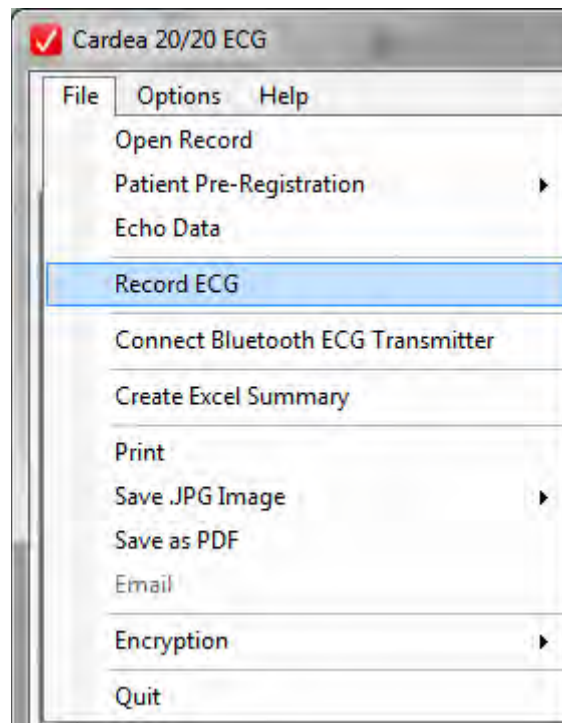 Cardea 20/20 ECG
File Options Help
Open Record
Patient Pre-Registration
Echo Data
Record ECG
Connect Bluetooth ECG Transmitter
Create Excel Summary
Print
Save .JPG Image
Save as PDF
Email
Encryption
Quit